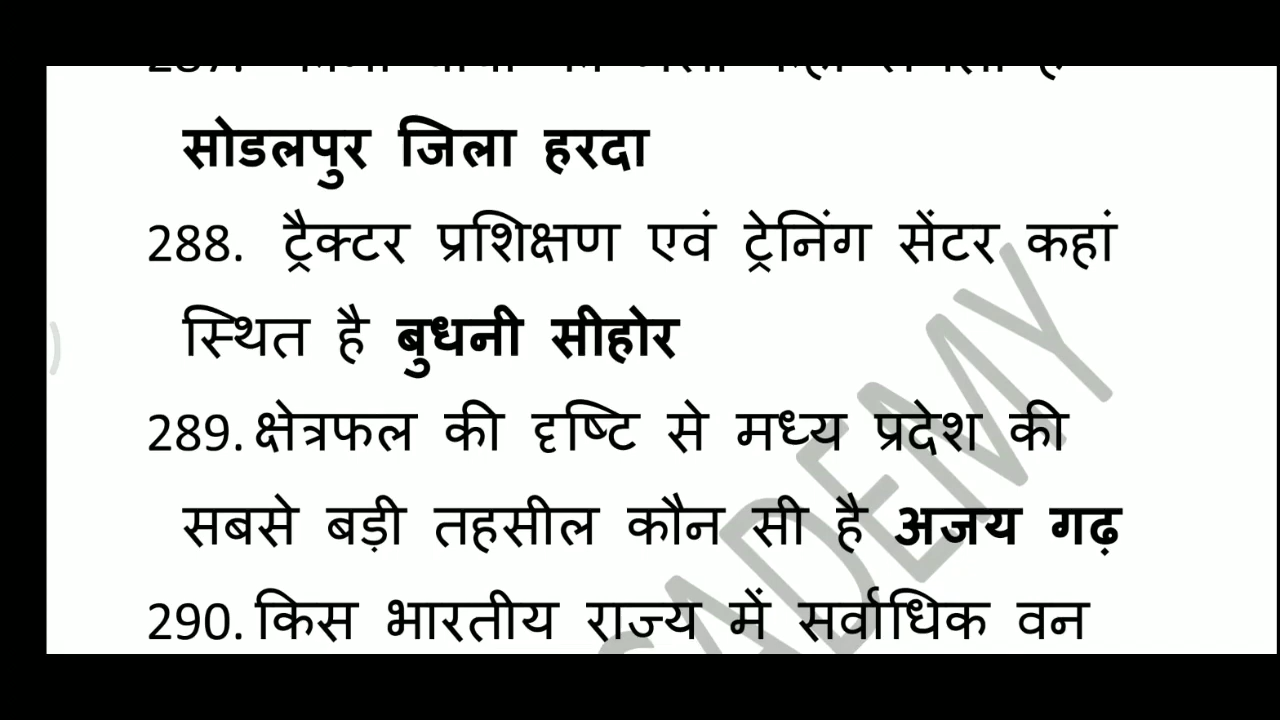 सोडलपुर जिला हरदा
288. ट्रैक्टर प्रशिक्षण एवं ट्रेनिंग सेंटर कहां
स्थित है बुधनी सीहोर
289. क्षेत्रफल की दृष्टि से मध्य प्रदेश की
सबसे बड़ी तहसील कौन सी है अजय गढ़
290. किस भारतीय राज्य में सर्वाधिक वन
ADEMY